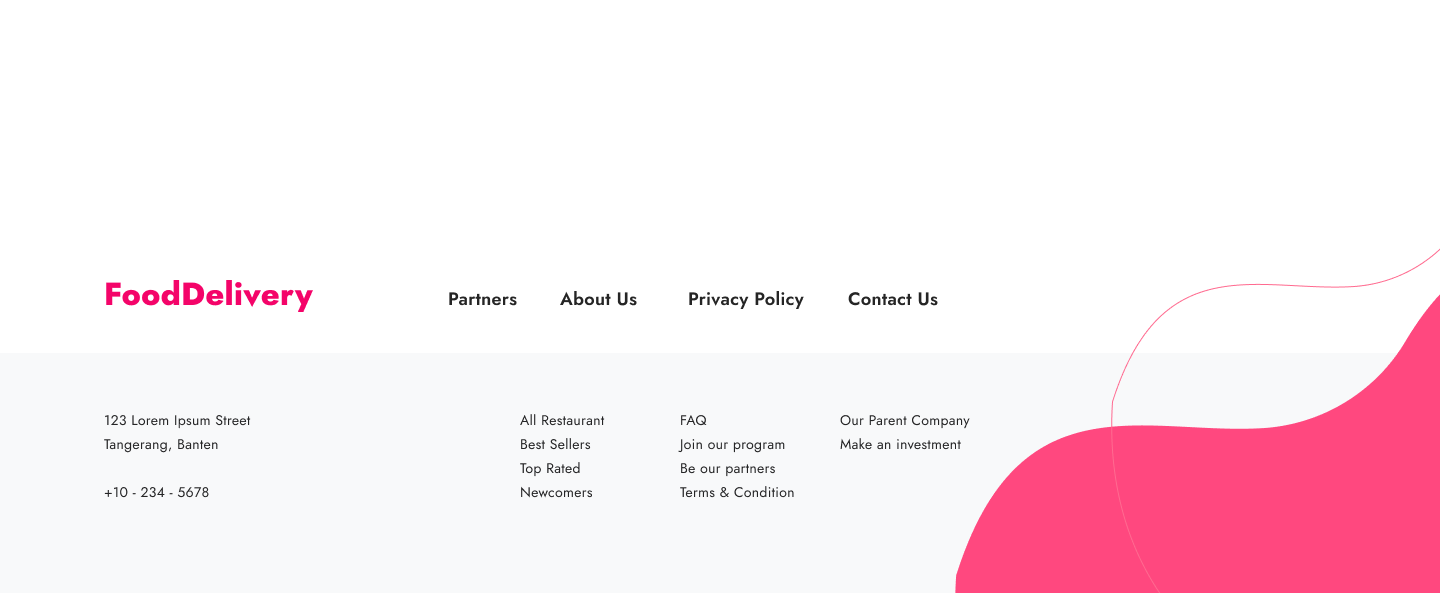 FoodDelivery
Partners About Us Privacy Policy Contact Us
123 Lorem Ipsum Street
Tangerang, Banten
+10 - 234 - 5678
All Restaurant
Best Sellers
Top Rated
Newcomers
FAQ
Join our program
Be our partners
Terms & Condition
Our Parent Company
Make an investment